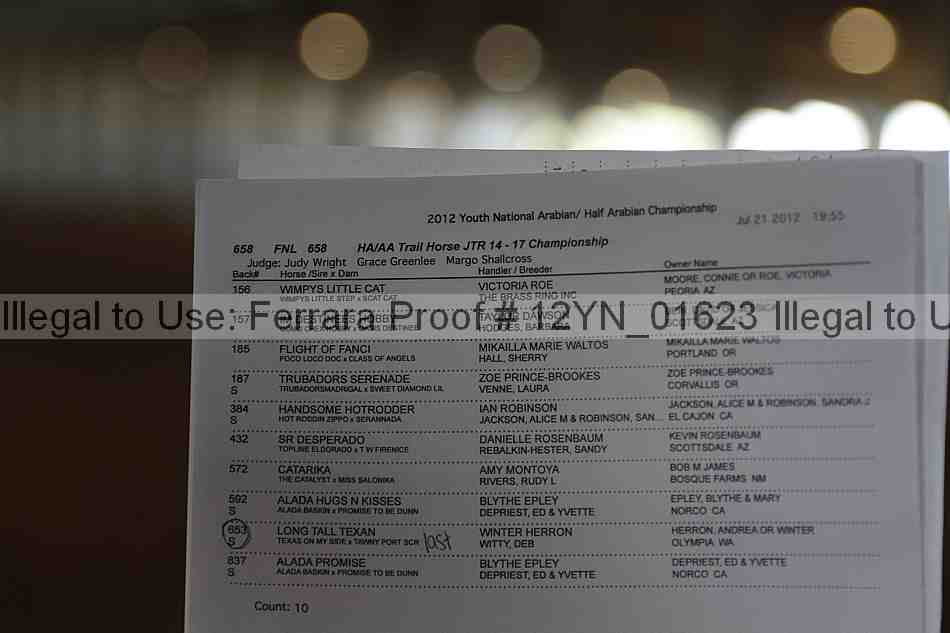 2012 Youth National Arabian/ Half Arabian Championship
Jul 21 2012 19:55
658 FNL 658 HA/AA Trail Horse JTR 14 - 17 Championship
Judge: Judy Wright Grace Greenlee Margo Shallcross
Back# Horse /Sire x Dam Handler / Breeder Owner Name
156 WIMPYS LITTLE CAT VICTORIA ROE MOORE, CONNIE OR ROE, VICTORIA
WIMPYS LITTLE STEP x SCAT CAT THE BRASS RING INC PEORIA AZ
Illegal to Use: Ferrara Proof # 12YN_01623 Illegal to U
157 DAWSON
185 FLIGHT OF FANCI MIKAILLA MARIE WALTOS MIKAILLA MARIE WALTOS
POCO LOCO DOC x CLASS OF ANGELS HALL, SHERRY PORTLAND OR
187 TRUBADORS SERENADE ZOE PRINCE-BROOKES ZOE PRINCE-BROOKES
S TRUBADORSMADRIGAL x SWEET DIAMOND LIL VENNE, LAURA CORVALLIS OR
384 HANDSOME HOTRODDER IAN ROBINSON JACKSON, ALICE M & ROBINSON, SANDRA J
S HOT RODDIN ZIPPO x SERANNADA JACKSON, ALICE M & ROBINSON, SAN... EL CAJON CA
432 SR DESPERADO DANIELLE ROSENBAUM KEVIN ROSENBAUM
TOPLINE ELDORADO x T W FIRENICE REBALKIN-HESTER, SANDY SCOTTSDALE AZ
572 CATARIKA AMY MONTOYA BOB M JAMES
THE CATALYST x MISS SALONIKA RIVERS, RUDY L BOSQUE FARMS NM
592 ALADA HUGS N KISSES BLYTHE EPLEY EPLEY, BLYTHE & MARY
S ALADA BASKIN x PROMISE TO BE DUNN DEPRIEST, ED & YVETTE NORCO CA
653 LONG TALL TEXAN WINTER HERRON HERRON, ANDREA OR WINTER
S TEXAS ON MY SIDE x TAWNY PORT SCR last WITTY, DEB OLYMPIA WA
837 ALADA PROMISE BLYTHE EPLEY DEPRIEST, ED & YVETTE
S ALADA BASKIN x PROMISE TO BE DUNN DEPRIEST, ED & YVETTE NORCO CA
Count: 10